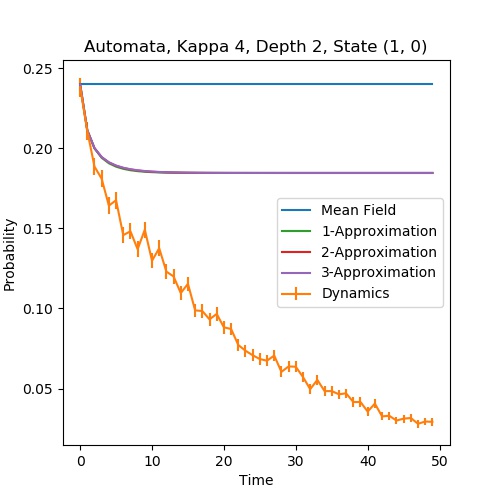 Automata, Kappa 4, Depth 2, State (1, 0)
0.25
0.20
0.15
0.10
0.05
Probability
Mean Field
1-Approximation
2-Approximation
3-Approximation
Dynamics
0 10 20 30 40 50
Time